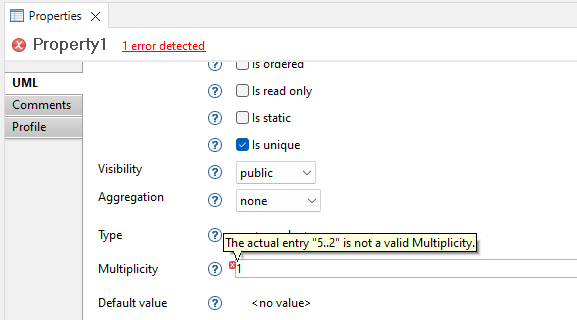 Properties
Property1 1 error detected
UML
Comments
Profile
Is ordered
Is read only
Is static
Is unique
Visibility public
Aggregation none
Type
The actual entry "5..2" is not a valid Multiplicity.
Multiplicity 1
Default value <no value>